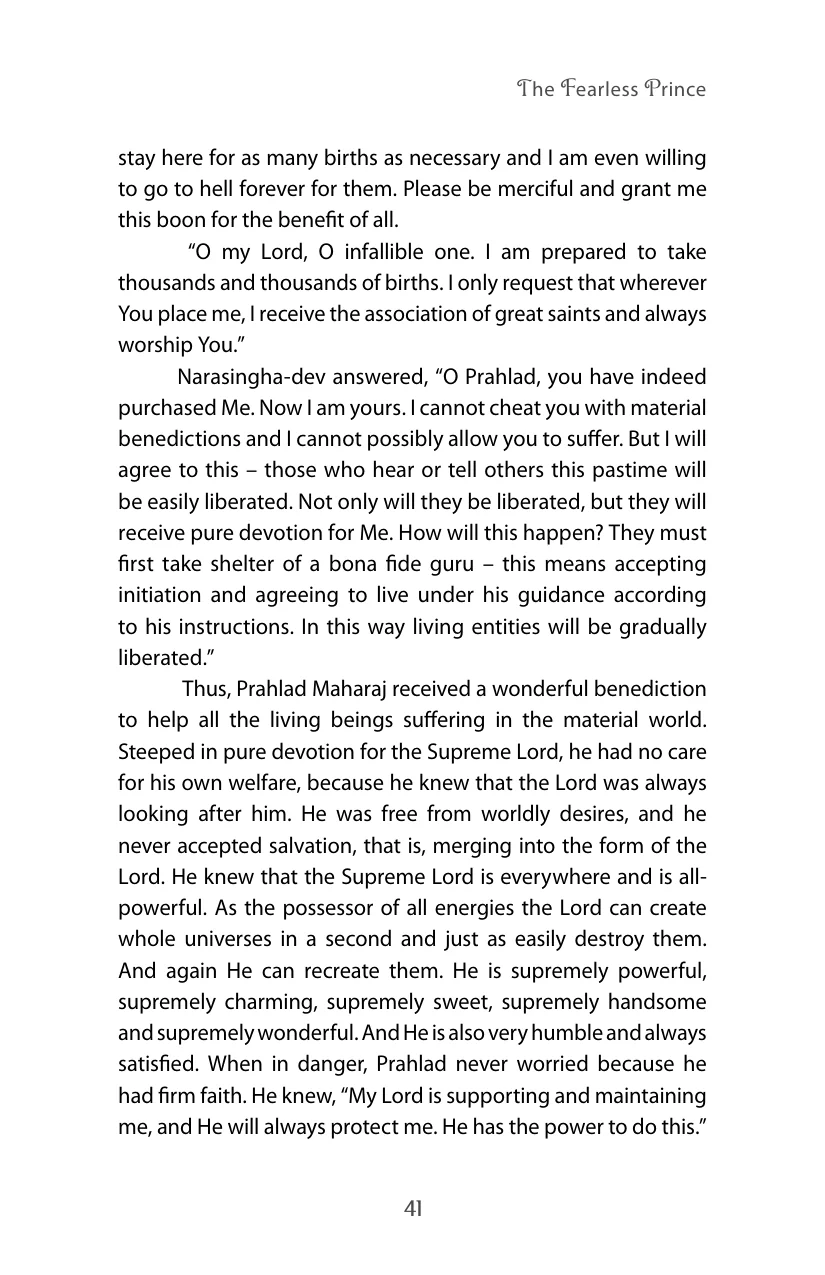 The Fearless Prince
stay here for as many births as necessary and I am even willing
to go to hell forever for them. Please be merciful and grant me
this boon for the benefit of all.
“O my Lord, O infallible one. I am prepared to take
thousands and thousands of births. I only request that wherever
You place me, I receive the association of great saints and always
worship You.”
Narasingha-dev answered, “O Prahlad, you have indeed
purchased Me. Now I am yours. I cannot cheat you with material
benedictions and I cannot possibly allow you to suffer. But I will
agree to this – those who hear or tell others this pastime will
be easily liberated. Not only will they be liberated, but they will
receive pure devotion for Me. How will this happen? They must
first take shelter of a bona fide guru – this means accepting
initiation and agreeing to live under his guidance according
to his instructions. In this way living entities will be gradually
liberated.”
Thus, Prahlad Maharaj received a wonderful benediction
to help all the living beings suffering in the material world.
Steeped in pure devotion for the Supreme Lord, he had no care
for his own welfare, because he knew that the Lord was always
looking after him. He was free from worldly desires, and he
never accepted salvation, that is, merging into the form of the
Lord. He knew that the Supreme Lord is everywhere and is all-
powerful. As the possessor of all energies the Lord can create
whole universes in a second and just as easily destroy them.
And again He can recreate them. He is supremely powerful,
supremely charming, supremely sweet, supremely handsome
and supremely wonderful. And He is also very humble and always
satisfied. When in danger, Prahlad never worried because he
had firm faith. He knew, “My Lord is supporting and maintaining
me, and He will always protect me. He has the power to do this.”
41